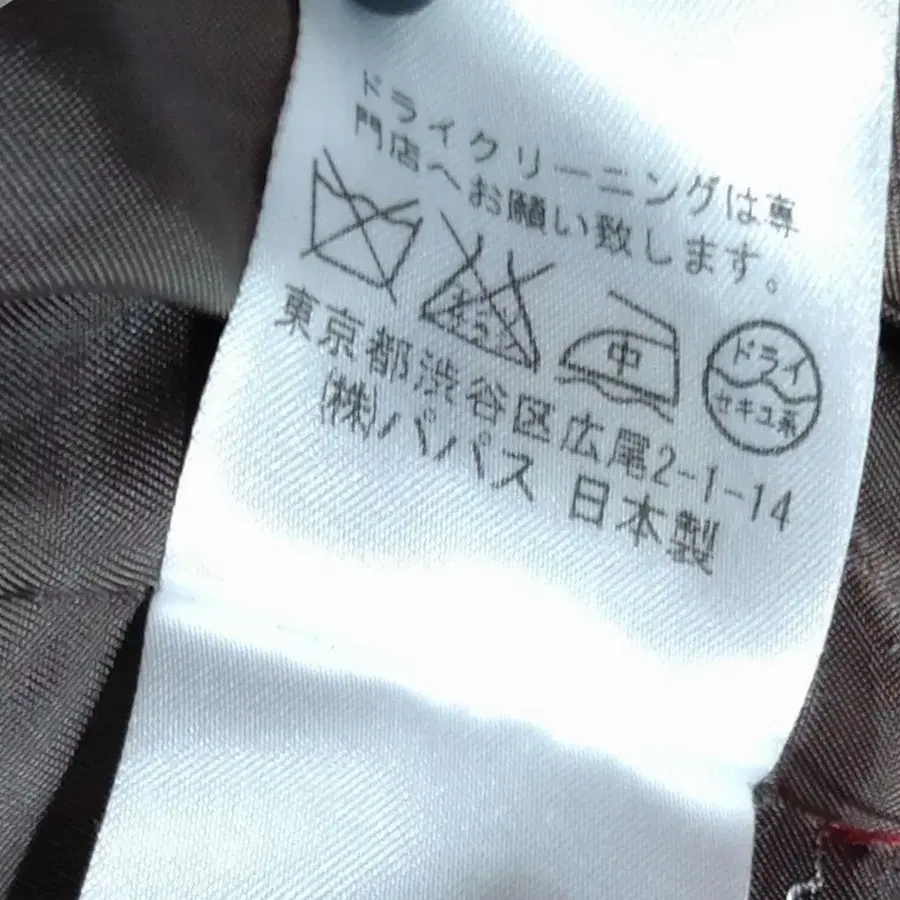 ドライクリーニングは専
門店へお願い致します。
中
ドライ
セキユ系
東京都渋谷区広尾2-1-14
(株)パパス 日本製